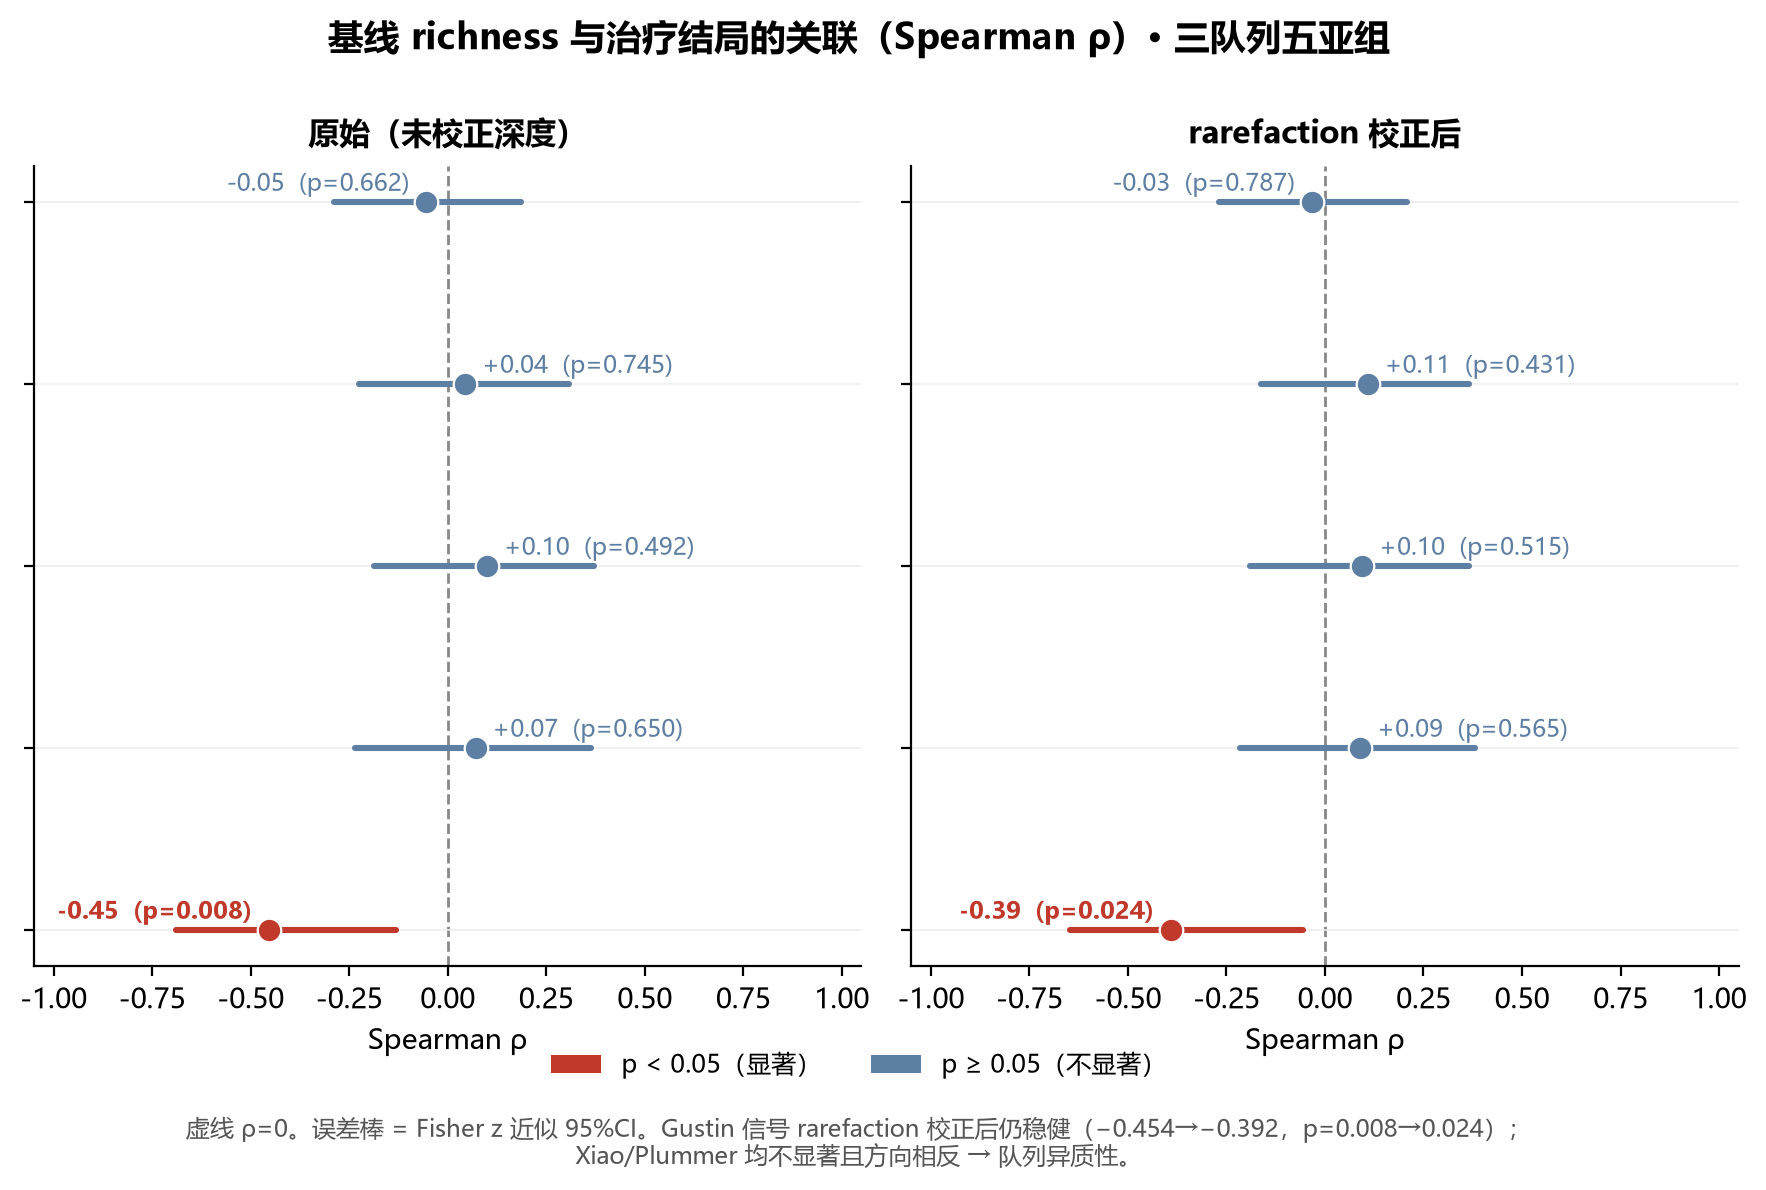 基线 richness 与治疗结局的关联（Spearman ρ）· 三队列五亚组
原始（未校正深度）
-0.05 (p=0.662)
+0.04 (p=0.745)
+0.10 (p=0.492)
+0.07 (p=0.650)
-0.45 (p=0.008)
-1.00 -0.75 -0.50 -0.25 0.00 0.25 0.50 0.75 1.00
Spearman ρ
rarefaction 校正后
-0.03 (p=0.787)
+0.11 (p=0.431)
+0.10 (p=0.515)
+0.09 (p=0.565)
-0.39 (p=0.024)
-1.00 -0.75 -0.50 -0.25 0.00 0.25 0.50 0.75 1.00
Spearman ρ
p < 0.05（显著）
p ≥ 0.05（不显著）
虚线 ρ=0。误差棒 = Fisher z 近似 95%CI。Gustin 信号 rarefaction 校正后仍稳健（−0.454→−0.392，p=0.008→0.024）；
Xiao/Plummer 均不显著且方向相反 → 队列异质性。